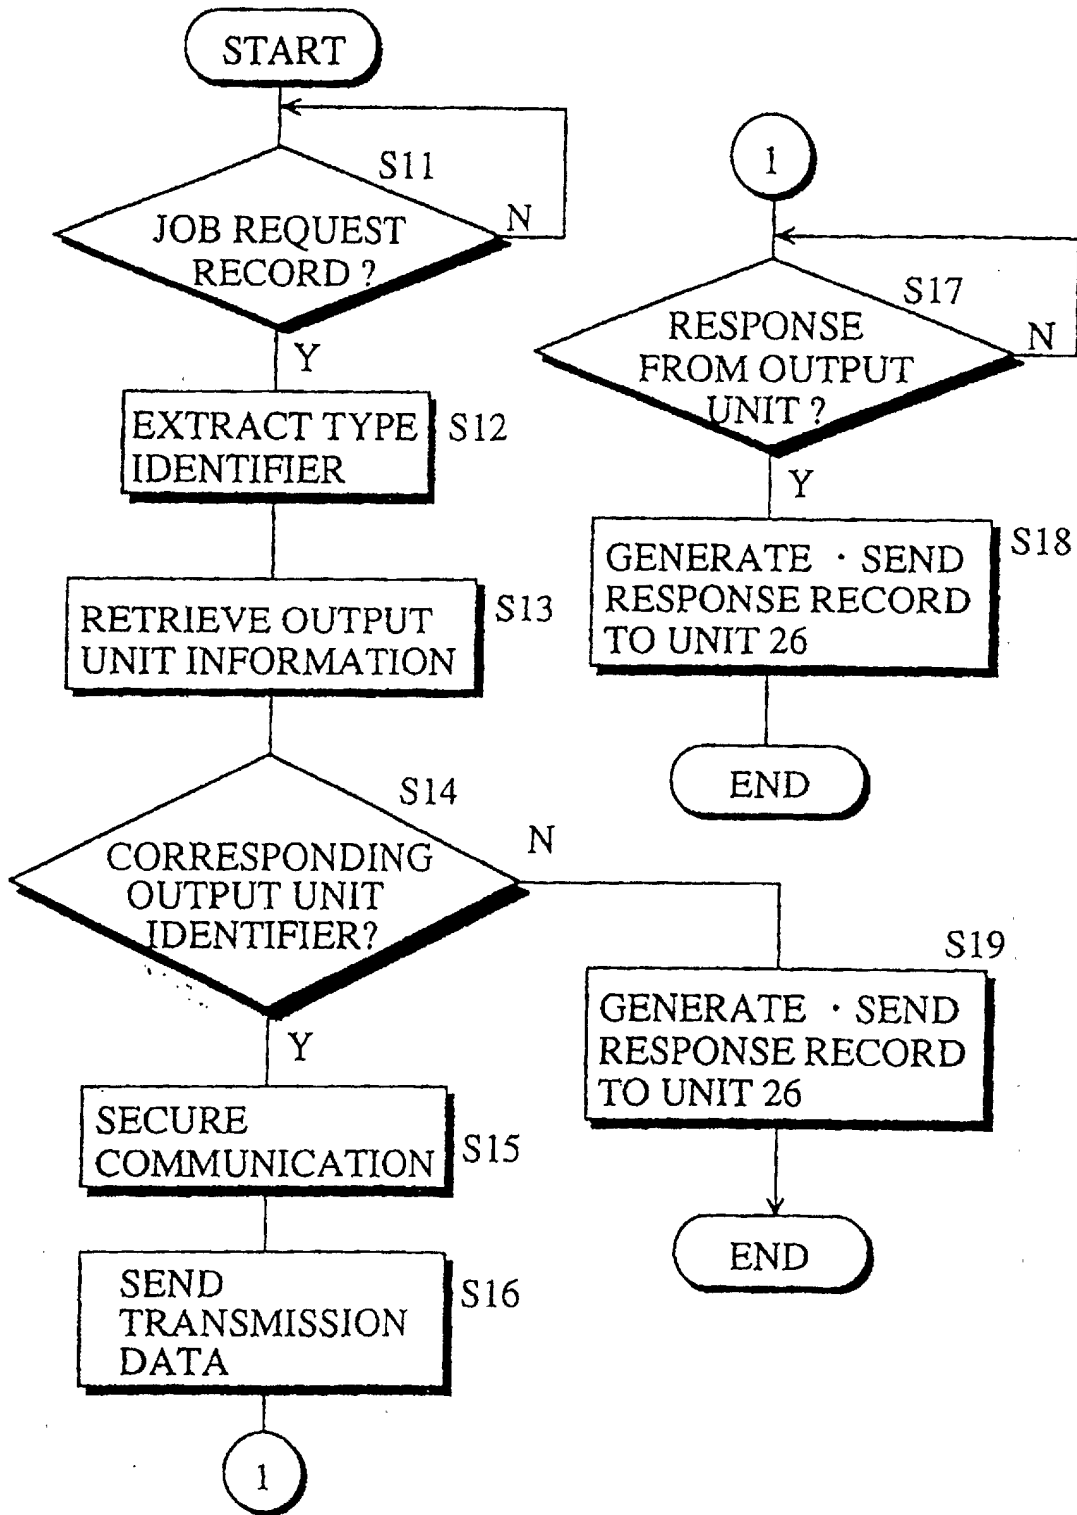 START
S11
JOB REQUEST
RECORD ?
N
Y
EXTRACT TYPE
IDENTIFIER
S12
RETRIEVE OUTPUT
UNIT INFORMATION
S13
S14
CORRESPONDING
OUTPUT UNIT
IDENTIFIER?
N
Y
SECURE
COMMUNICATION
S15
SEND
TRANSMISSION
DATA
S16
1
1
S17
RESPONSE
FROM OUTPUT
UNIT ?
N
Y
GENERATE · SEND
RESPONSE RECORD
TO UNIT 26
S18
END
S19
GENERATE · SEND
RESPONSE RECORD
TO UNIT 26
END